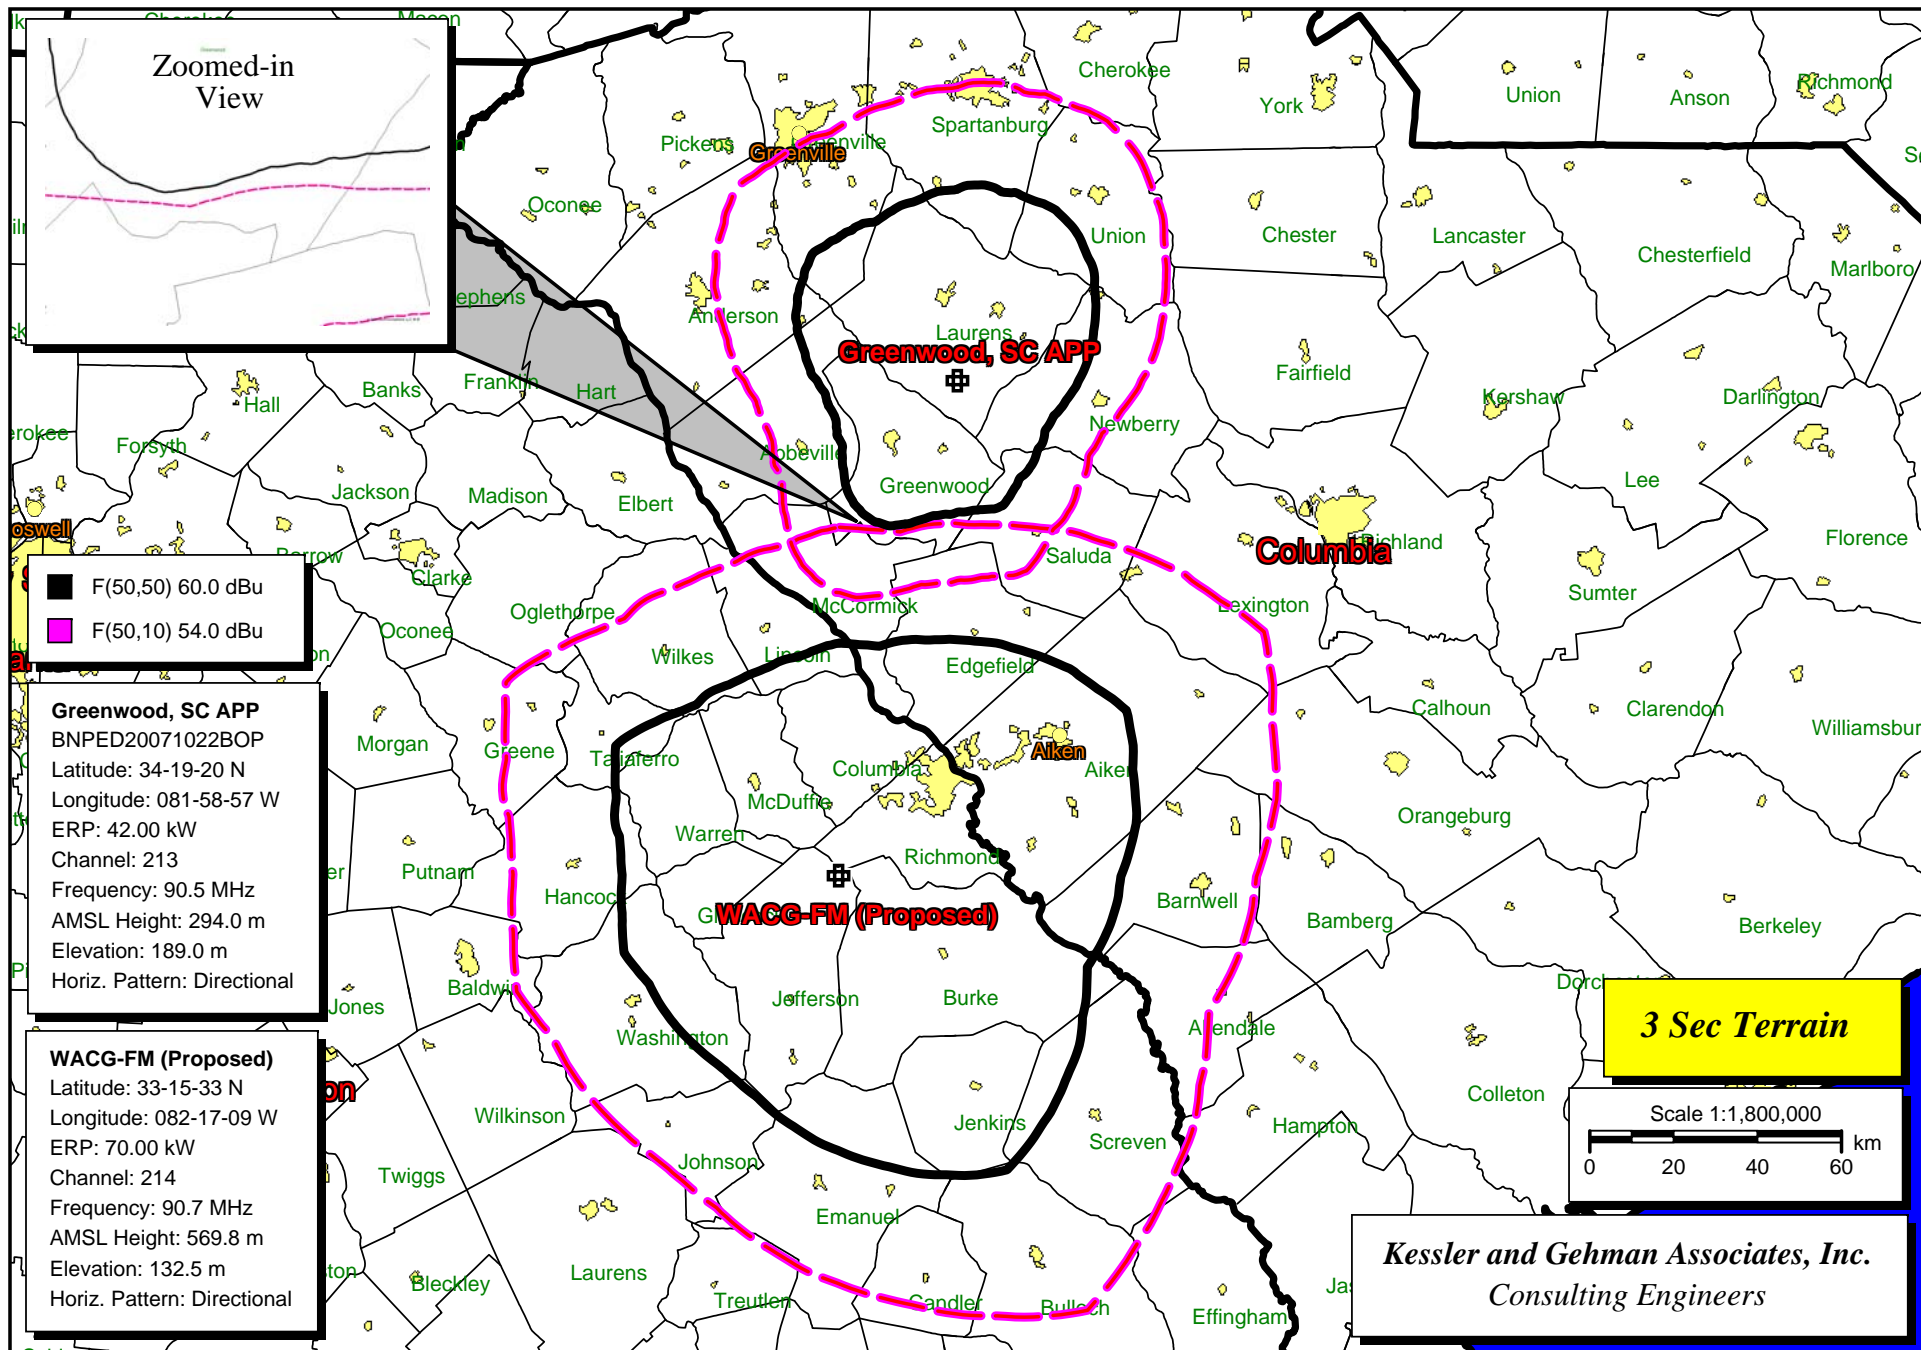 Macon
Cherokee
Zoomed-in
View
Cherokee
York
Union
Anson
Richmond
Spartanburg
Pickens
Greenville
Oconee
Union
Chester
Lancaster
Chesterfield
Marlboro
Anderson
Laurens
Greenwood, SC APP
Fairfield
Kershaw
Darlington
Banks
Franklin
Hart
Hall
Newberry
Forsyth
Abbeville
Greenwood
Lee
Jackson
Madison
Elbert
Florence
Columbia
Richland
Saluda
Clarke
Sumter
F(50,50) 60.0 dBu
F(50,10) 54.0 dBu
Oglethorpe
McCormick
Lexington
Oconee
Wilkes
Lincoln
Edgefield
Calhoun
Clarendon
Williamsbur
Greenwood, SC APP
BNPED20071022BOP
Latitude: 34-19-20 N
Longitude: 081-58-57 W
ERP: 42.00 kW
Channel: 213
Frequency: 90.5 MHz
AMSL Height: 294.0 m
Elevation: 189.0 m
Horiz. Pattern: Directional
Morgan
Greene
Taliaferro
Columbia
Aiken
Aiken
McDuffie
Warren
Orangeburg
Putnam
Richmond
Hancoc
WACG-FM (Proposed)
Barnwell
Bamberg
Berkeley
Jones
Baldwin
Jefferson
Burke
Washington
Allendale
3 Sec Terrain
WACG-FM (Proposed)
Latitude: 33-15-33 N
Longitude: 082-17-09 W
ERP: 70.00 kW
Channel: 214
Frequency: 90.7 MHz
AMSL Height: 569.8 m
Elevation: 132.5 m
Horiz. Pattern: Directional
Wilkinson
Jenkins
Screven
Hampton
Colleton
Scale 1:1,800,000
0 20 40 60 km
Twiggs
Johnson
Emanuel
Laurens
Bleckley
Treutlen
Candler
Bulloch
Effingham
Kessler and Gehman Associates, Inc.
Consulting Engineers